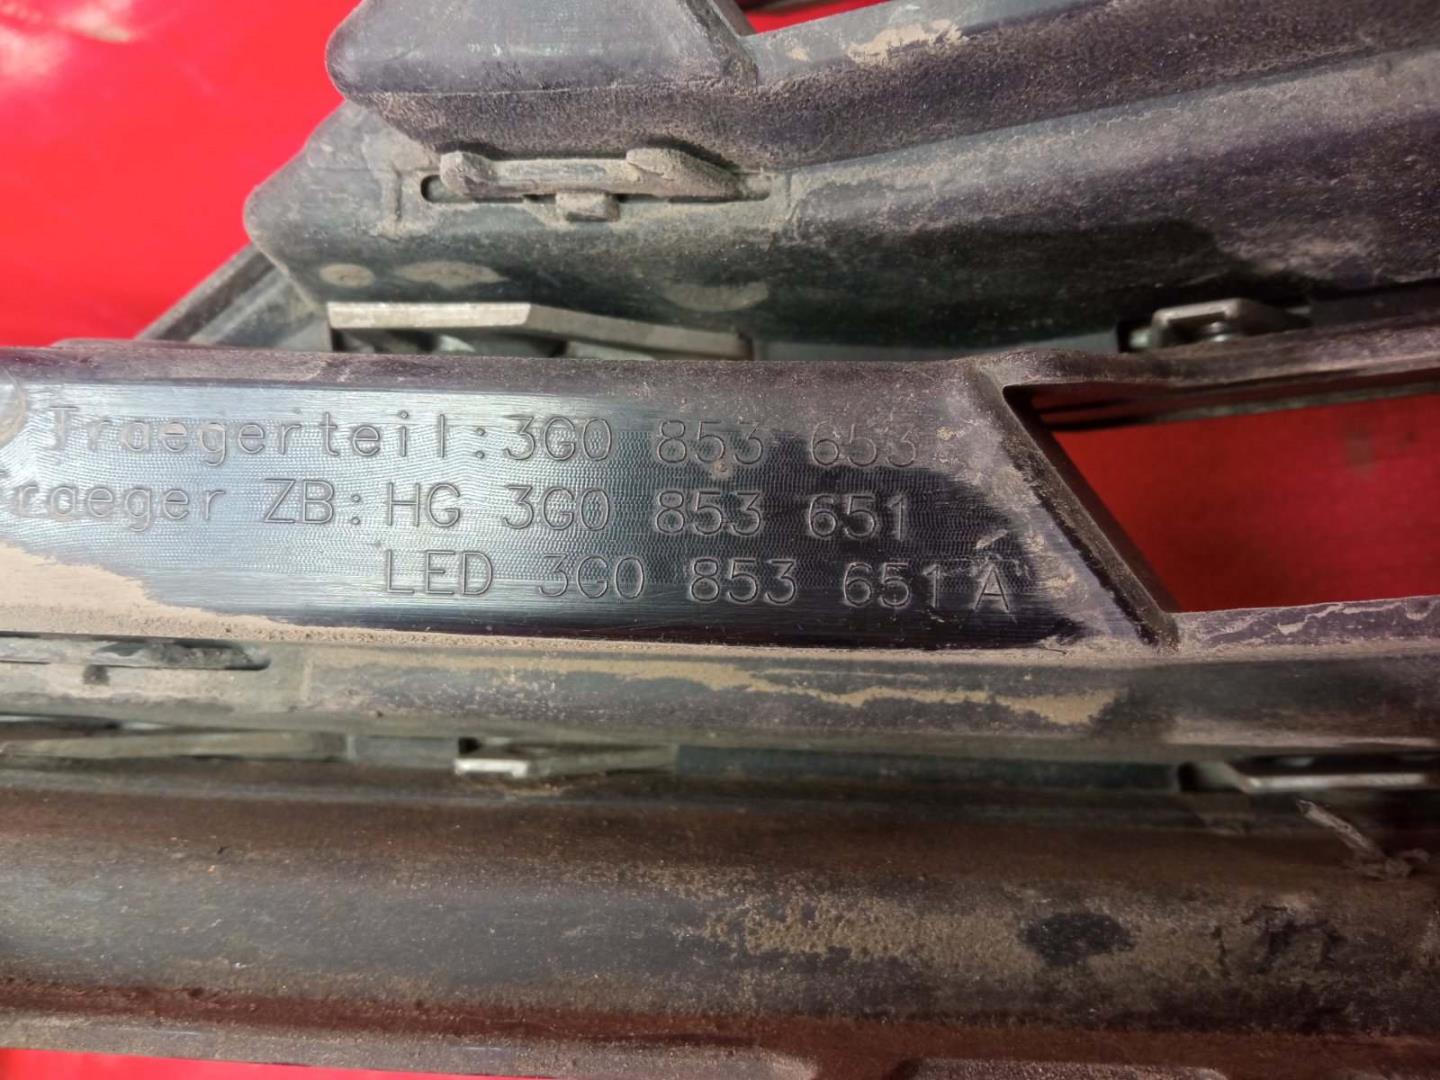 Traegerteil: 3G0 853 653
Traeger ZB: HG 3G0 853 651
LED 3G0 853 651 A